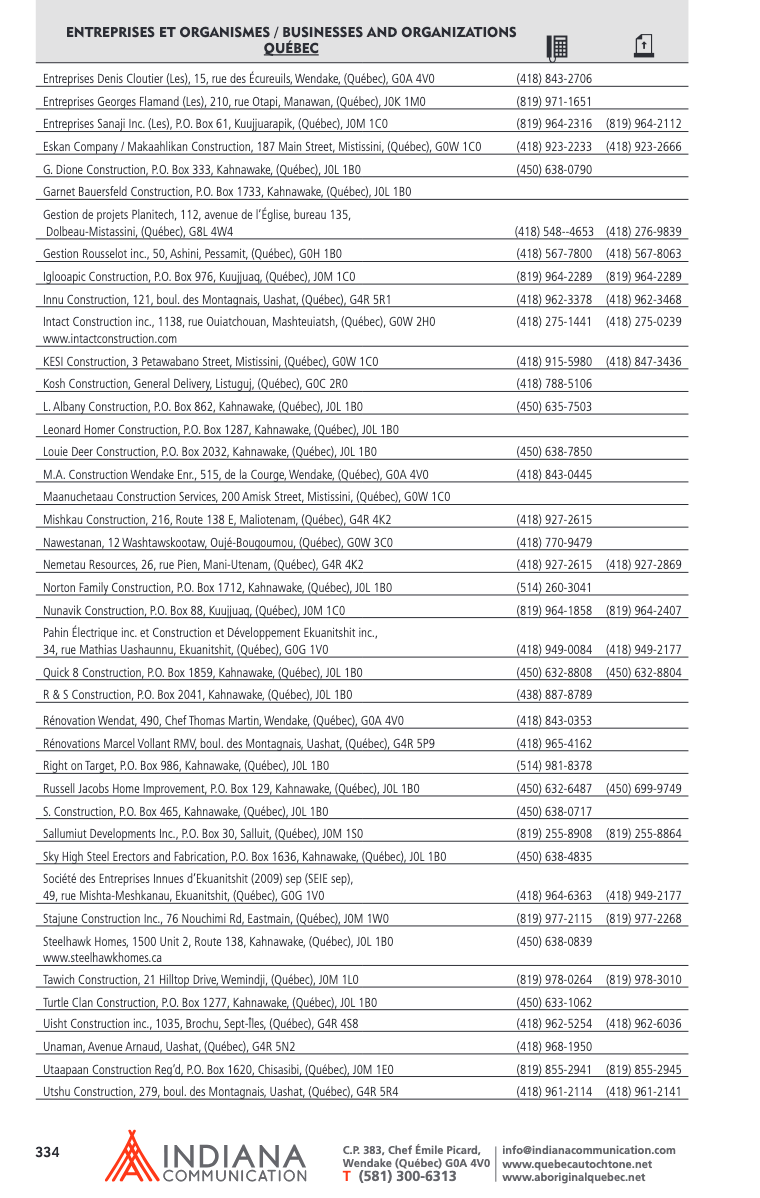 ENTREPRISES ET ORGANISMES / BUSINESSES AND ORGANIZATIONS
QUÉBEC
Entreprises Denis Cloutier (Les), 15, rue des Écureuils, Wendake, (Québec), G0A 4V0 (418) 843-2706
Entreprises Georges Flamand (Les), 210, rue Otapi, Manawan, (Québec), J0K 1M0 (819) 971-1651
Entreprises Sanaji Inc. (Les), P.O. Box 61, Kuujjuarapik, (Québec), J0M 1C0 (819) 964-2316 (819) 964-2112
Eskan Company / Makaahlikan Construction, 187 Main Street, Mistissini, (Québec), G0W 1C0 (418) 923-2233 (418) 923-2666
G. Dione Construction, P.O. Box 333, Kahnawake, (Québec), J0L 1B0 (450) 638-0790
Garnet Bauersfeld Construction, P.O. Box 1733, Kahnawake, (Québec), J0L 1B0
Gestion de projets Planitech, 112, avenue de l'Église, bureau 135,
Dolbeau-Mistassini, (Québec), G8L 4W4 (418) 548--4653 (418) 276-9839
Gestion Rousselot inc., 50, Ashini, Pessamit, (Québec), G0H 1B0 (418) 567-7800 (418) 567-8063
Iglooapic Construction, P.O. Box 976, Kuujjuaq, (Québec), J0M 1C0 (819) 964-2289 (819) 964-2289
Innu Construction, 121, boul. des Montagnais, Uashat, (Québec), G4R 5R1 (418) 962-3378 (418) 962-3468
Intact Construction inc., 1138, rue Ouiatchouan, Mashteuiatsh, (Québec), G0W 2H0 (418) 275-1441 (418) 275-0239
www.intactconstruction.com
KESI Construction, 3 Petawabano Street, Mistissini, (Québec), G0W 1C0 (418) 915-5980 (418) 847-3436
Kosh Construction, General Delivery, Listuguj, (Québec), G0C 2R0 (418) 788-5106
L. Albany Construction, P.O. Box 862, Kahnawake, (Québec), J0L 1B0 (450) 635-7503
Leonard Homer Construction, P.O. Box 1287, Kahnawake, (Québec), J0L 1B0
Louie Deer Construction, P.O. Box 2032, Kahnawake, (Québec), J0L 1B0 (450) 638-7850
M.A. Construction Wendake Enr., 515, de la Courge, Wendake, (Québec), G0A 4V0 (418) 843-0445
Maanuchetaau Construction Services, 200 Amisk Street, Mistissini, (Québec), G0W 1C0
Mishkau Construction, 216, Route 138 E, Maliotenam, (Québec), G4R 4K2 (418) 927-2615
Nawestanan, 12 Washtawskootaw, Oujé-Bougoumou, (Québec), G0W 3C0 (418) 770-9479
Nemetau Resources, 26, rue Pien, Mani-Utenam, (Québec), G4R 4K2 (418) 927-2615 (418) 927-2869
Norton Family Construction, P.O. Box 1712, Kahnawake, (Québec), J0L 1B0 (514) 260-3041
Nunavik Construction, P.O. Box 88, Kuujjuaq, (Québec), J0M 1C0 (819) 964-1858 (819) 964-2407
Pahin Électrique inc. et Construction et Développement Ekuanitshit inc.,
34, rue Mathias Uashaunnu, Ekuanitshit, (Québec), G0G 1V0 (418) 949-0084 (418) 949-2177
Quick 8 Construction, P.O. Box 1859, Kahnawake, (Québec), J0L 1B0 (450) 632-8808 (450) 632-8804
R & S Construction, P.O. Box 2041, Kahnawake, (Québec), J0L 1B0 (438) 887-8789
Rénovation Wendat, 490, Chef Thomas Martin, Wendake, (Québec), G0A 4V0 (418) 843-0353
Rénovations Marcel Vollant RMV, boul. des Montagnais, Uashat, (Québec), G4R 5P9 (418) 965-4162
Right on Target, P.O. Box 986, Kahnawake, (Québec), J0L 1B0 (514) 981-8378
Russell Jacobs Home Improvement, P.O. Box 129, Kahnawake, (Québec), J0L 1B0 (450) 632-6487 (450) 699-9749
S. Construction, P.O. Box 465, Kahnawake, (Québec), J0L 1B0 (450) 638-0717
Sallumiut Developments Inc., P.O. Box 30, Salluit, (Québec), J0M 1S0 (819) 255-8908 (819) 255-8864
Sky High Steel Erectors and Fabrication, P.O. Box 1636, Kahnawake, (Québec), J0L 1B0 (450) 638-4835
Société des Entreprises Innues d'Ekuanitshit (2009) sep (SEIE sep),
49, rue Mishta-Meshkanau, Ekuanitshit, (Québec), G0G 1V0 (418) 964-6363 (418) 949-2177
Stajune Construction Inc., 76 Nouchimi Rd, Eastmain, (Québec), J0M 1W0 (819) 977-2115 (819) 977-2268
Steelhawk Homes, 1500 Unit 2, Route 138, Kahnawake, (Québec), J0L 1B0 (450) 638-0839
www.steelhawkhomes.ca
Tawich Construction, 21 Hilltop Drive, Wemindji, (Québec), J0M 1L0 (819) 978-0264 (819) 978-3010
Turtle Clan Construction, P.O. Box 1277, Kahnawake, (Québec), J0L 1B0 (450) 633-1062
Uisht Construction inc., 1035, Brochu, Sept-Îles, (Québec), G4R 4S8 (418) 962-5254 (418) 962-6036
Unaman, Avenue Arnaud, Uashat, (Québec), G4R 5N2 (418) 968-1950
Utaapaan Construction Reg'd, P.O. Box 1620, Chisasibi, (Québec), J0M 1E0 (819) 855-2941 (819) 855-2945
Utshu Construction, 279, boul. des Montagnais, Uashat, (Québec), G4R 5R4 (418) 961-2114 (418) 961-2141
334
INDIANA
COMMUNICATION
C.P. 383, Chef Émile Picard,
Wendake (Québec) G0A 4V0
T (581) 300-6313
info@indianacommunication.com
www.quebecautochtone.net
www.aboriginalquebec.net